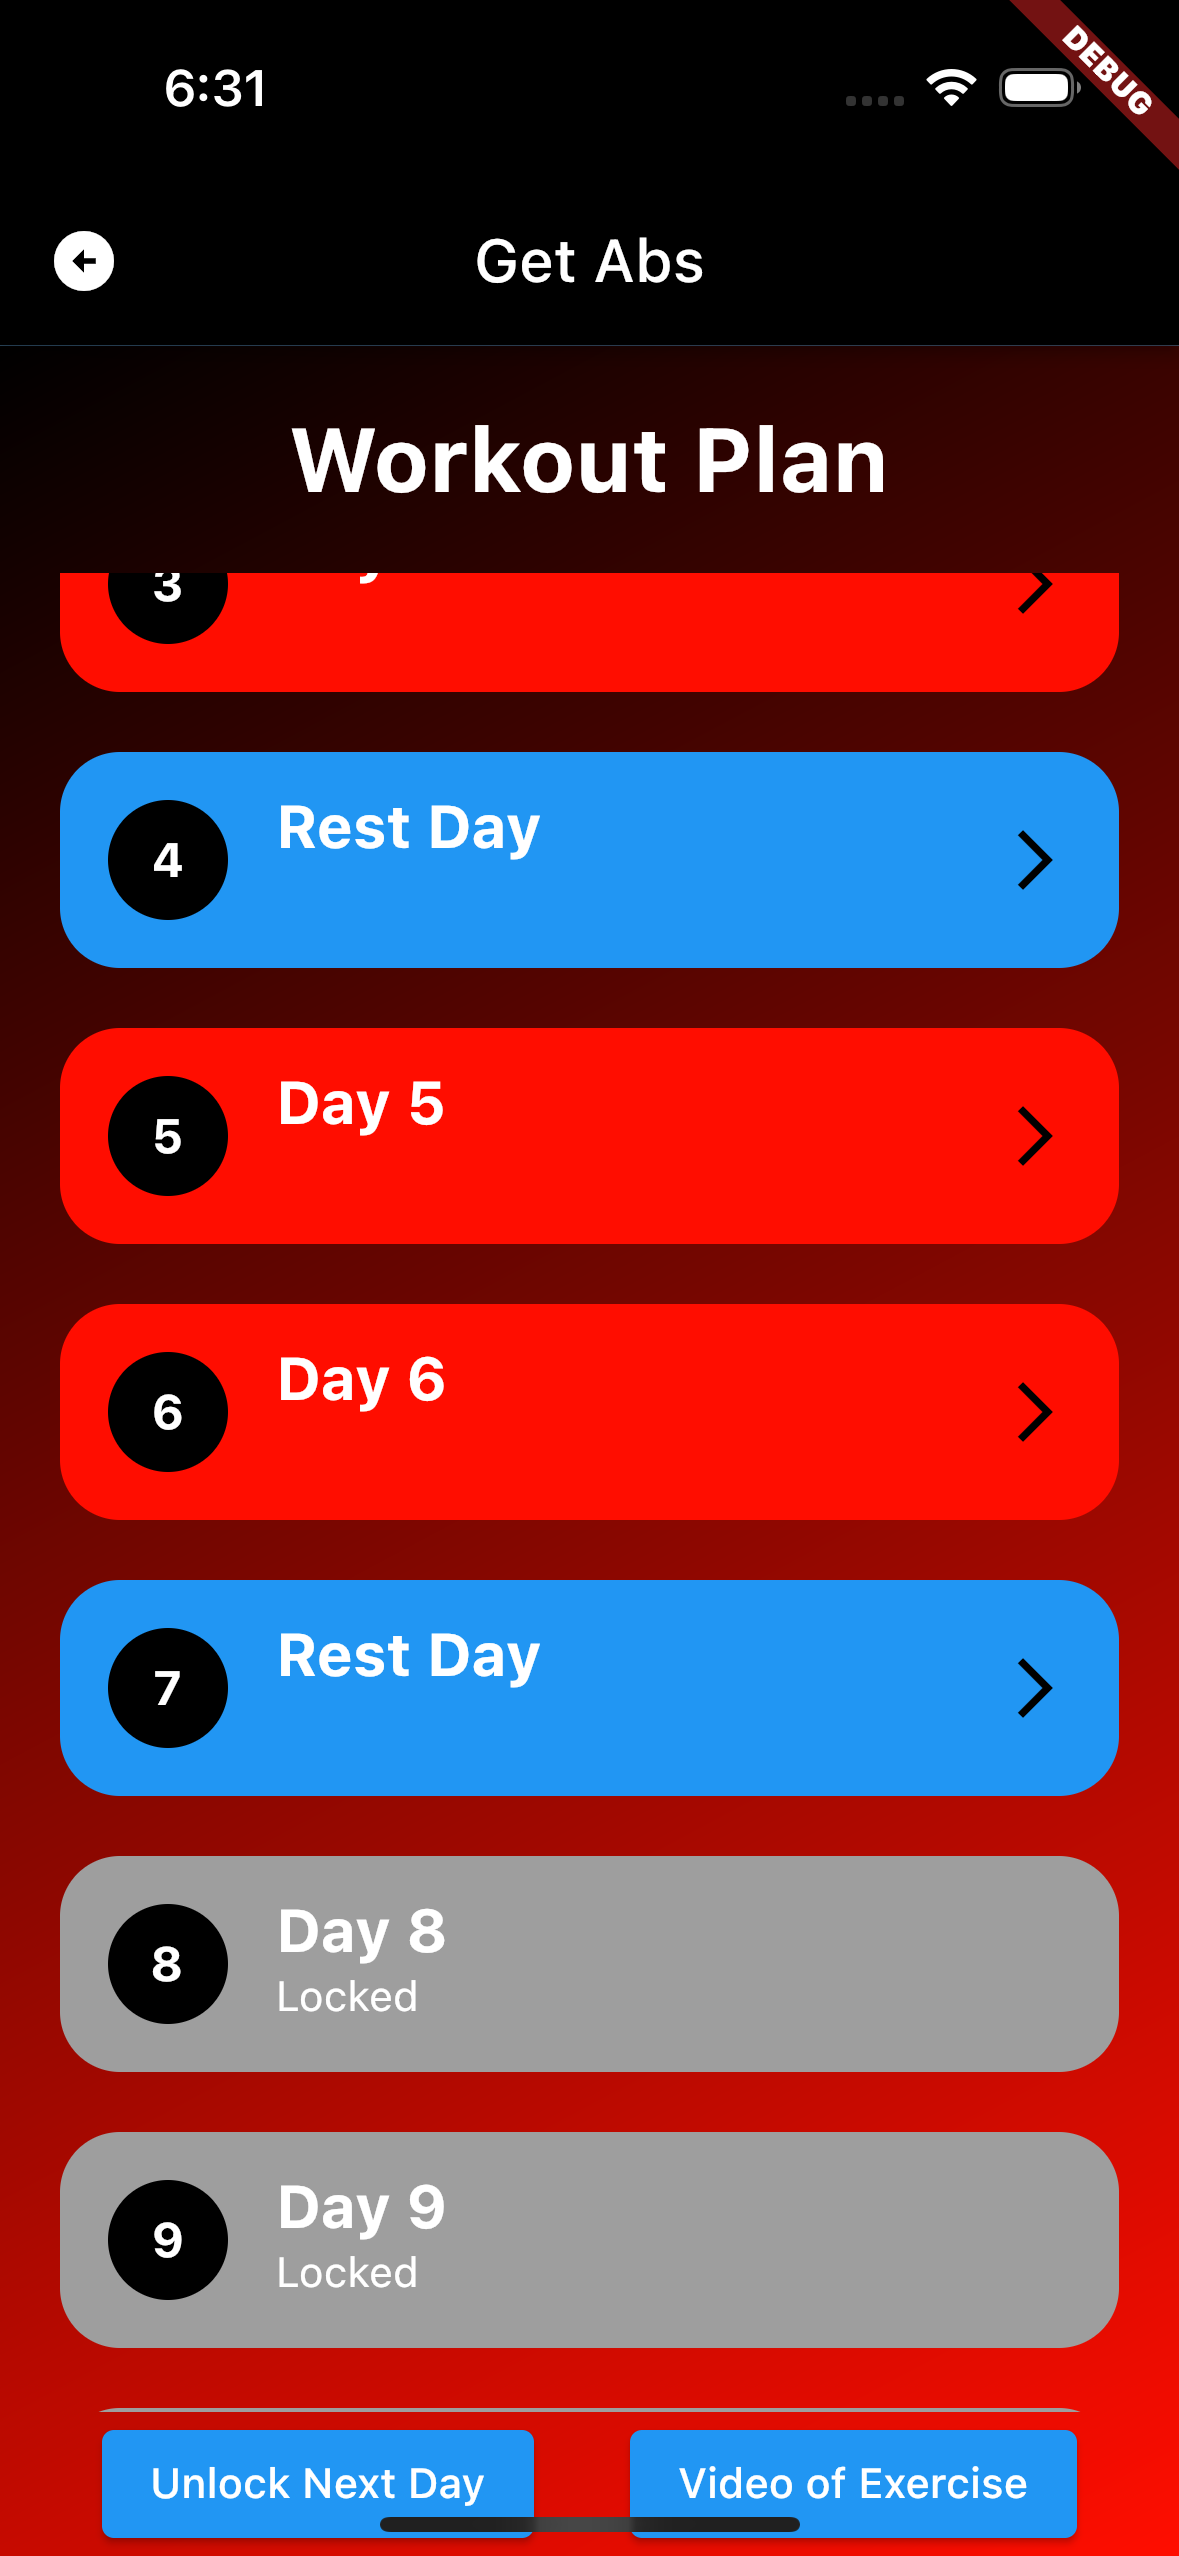 6:31
DEBUG
Get Abs
Workout Plan
3
4
Rest Day
5
Day 5
6
Day 6
7
Rest Day
8
Day 8
Locked
9
Day 9
Locked
Unlock Next Day
Video of Exercise